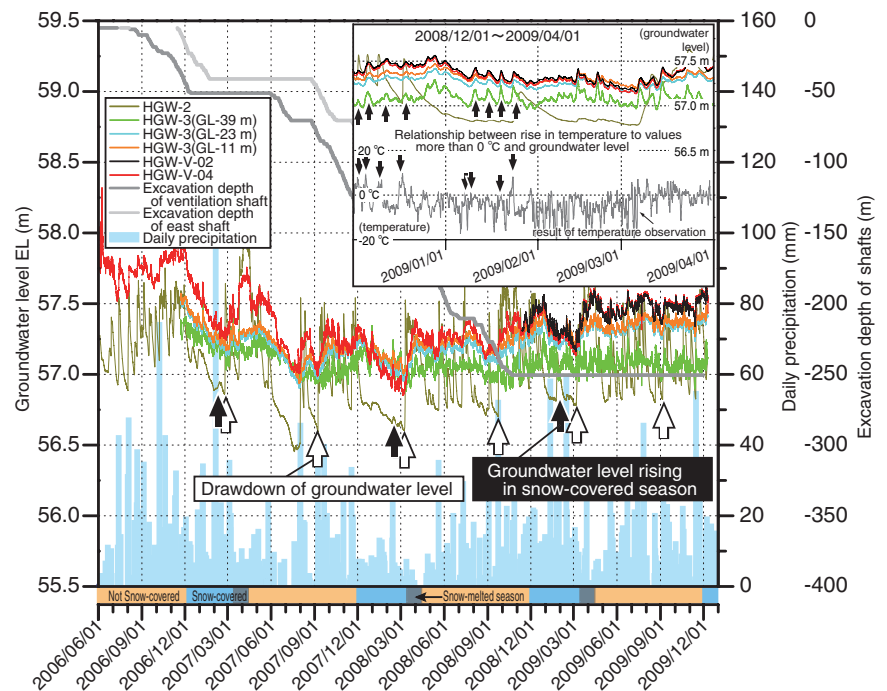 Groundwater level EL (m)
59.5
59.0
58.5
58.0
57.5
57.0
56.5
56.0
55.5
HGW-2
HGW-3(GL-39 m)
HGW-3(GL-23 m)
HGW-3(GL-11 m)
HGW-V-02
HGW-V-04
Excavation depth
of ventilation shaft
Excavation depth
of east shaft
Daily precipitation
2008/12/01～2009/04/01
(groundwater
level)
57.5 m
57.0 m
Relationship between rise in temperature to values
more than 0 °C and groundwater level
56.5 m
20 °C
0 °C
(temperature)
-20 °C
result of temperature observation
2009/01/01
2009/02/01
2009/03/01
2009/04/01
Drawdown of groundwater level
Groundwater level rising
in snow-covered season
Not Snow-covered
Snow-covered
Snow-melted season
2006/06/01
2006/09/01
2006/12/01
2007/03/01
2007/06/01
2007/09/01
2007/12/01
2008/03/01
2008/06/01
2008/09/01
2008/12/01
2009/03/01
2009/06/01
2009/09/01
2009/12/01
160
140
120
100
80
60
40
20
0
Daily precipitation (mm)
0
-50
-100
-150
-200
-250
-300
-350
-400
Excavation depth of shafts (m)